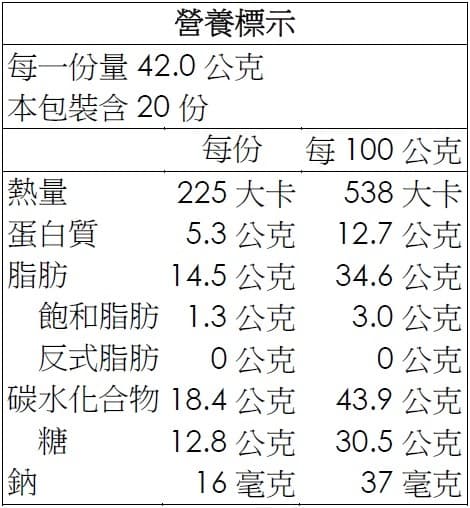 營養標示
每一份量 42.0 公克
本包裝含 20 份
每份 每 100 公克
熱量 225 大卡 538 大卡
蛋白質 5.3 公克 12.7 公克
脂肪 14.5 公克 34.6 公克
飽和脂肪 1.3 公克 3.0 公克
反式脂肪 0 公克 0 公克
碳水化合物 18.4 公克 43.9 公克
糖 12.8 公克 30.5 公克
鈉 16 毫克 37 毫克